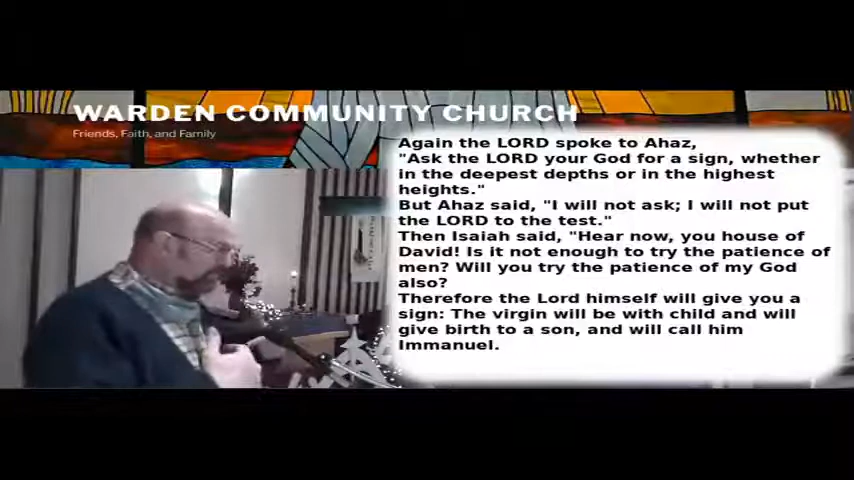 WARDEN COMMUNITY CHURCH
Friends, Faith, and Family
Again the LORD spoke to Ahaz,
"Ask the LORD your God for a sign, whether
in the deepest depths or in the highest
heights."
But Ahaz said, "I will not ask; I will not put
the LORD to the test."
Then Isaiah said, "Hear now, you house of
David! Is it not enough to try the patience of
men? Will you try the patience of my God
also?
Therefore the Lord himself will give you a
sign: The virgin will be with child and will
give birth to a son, and will call him
Immanuel.